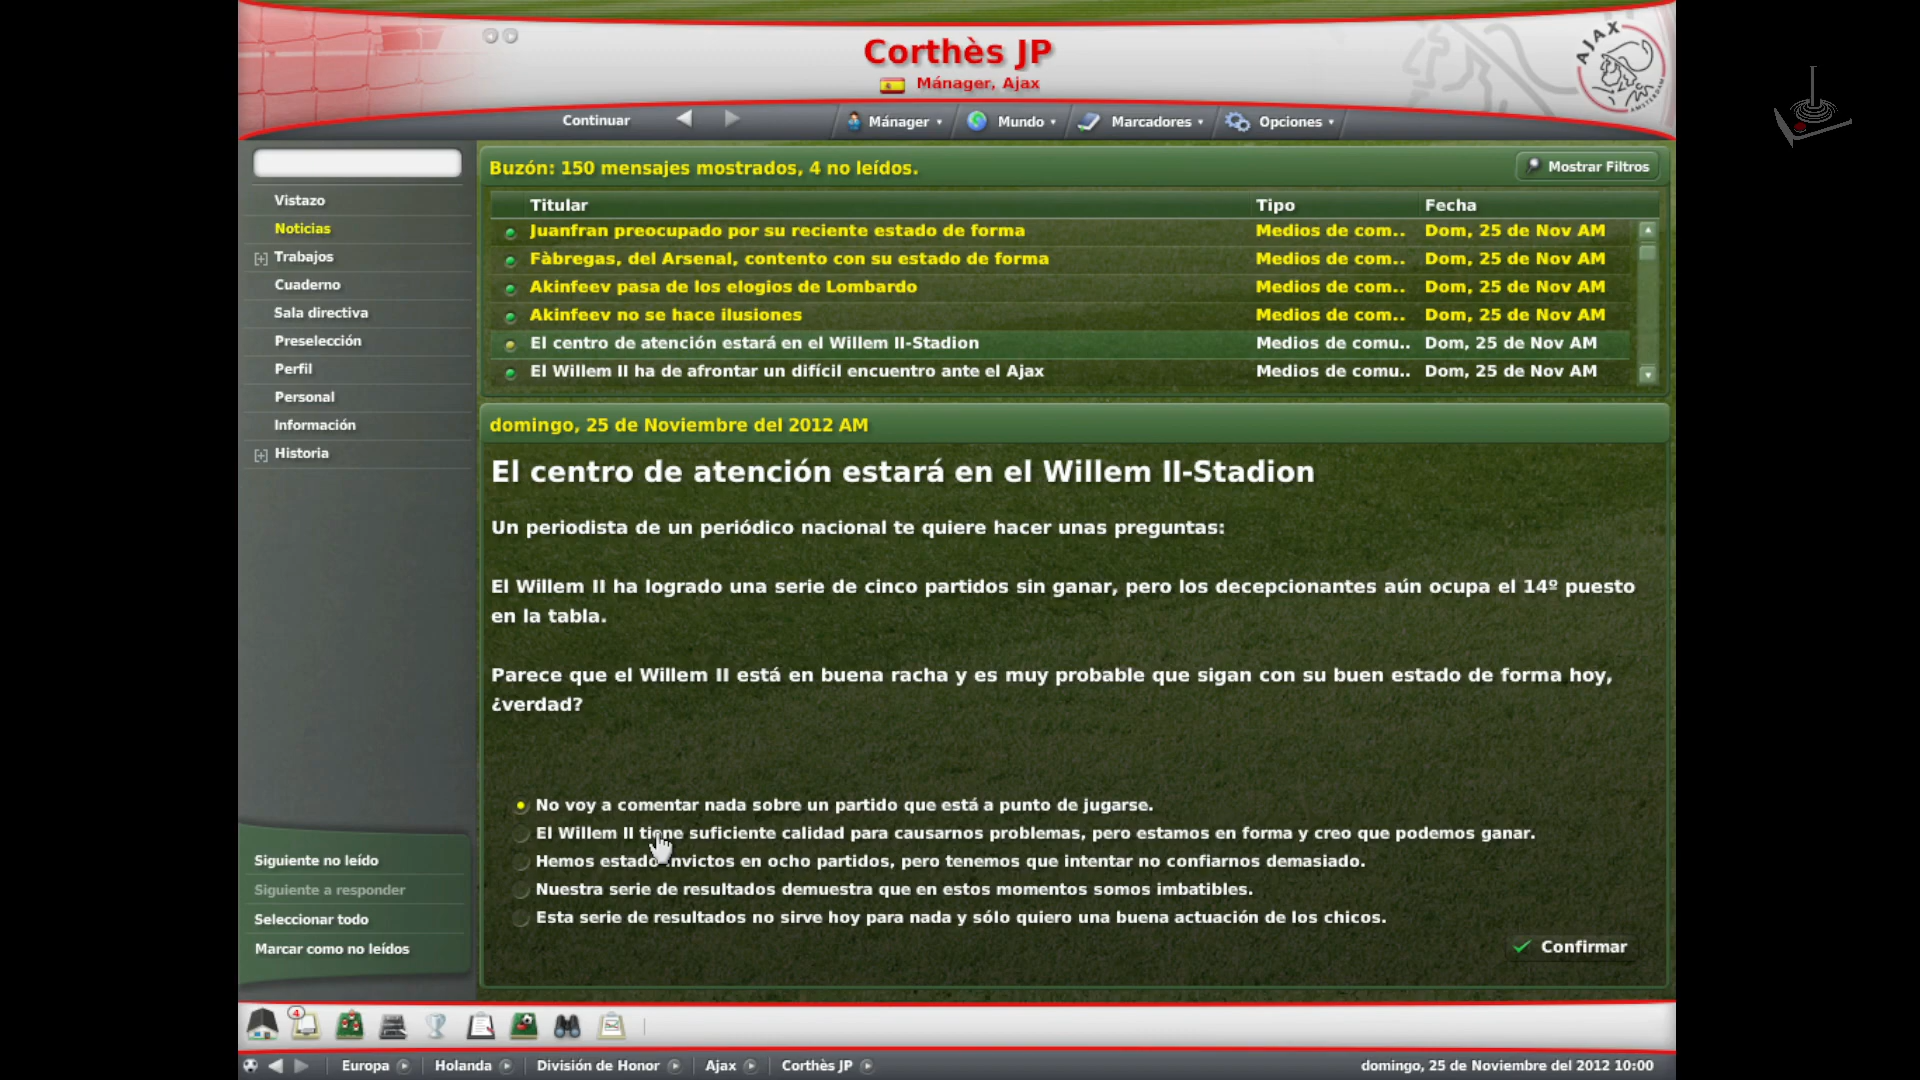 Corthès JP
Mánager, Ajax
AJAX
AMSTERDAM
Continuar
Mánager
Mundo
Marcadores
Opciones
Vistazo
Noticias
Trabajos
Cuaderno
Sala directiva
Preselección
Perfil
Personal
Información
Historia
Buzón: 150 mensajes mostrados, 4 no leídos.
Mostrar Filtros
Titular Tipo Fecha
Juanfran preocupado por su reciente estado de forma Medios de com.. Dom, 25 de Nov AM
Fàbregas, del Arsenal, contento con su estado de forma Medios de com.. Dom, 25 de Nov AM
Akinfeev pasa de los elogios de Lombardo Medios de com.. Dom, 25 de Nov AM
Akinfeev no se hace ilusiones Medios de com.. Dom, 25 de Nov AM
El centro de atención estará en el Willem II-Stadion Medios de comu.. Dom, 25 de Nov AM
El Willem II ha de afrontar un difícil encuentro ante el Ajax Medios de comu.. Dom, 25 de Nov AM
domingo, 25 de Noviembre del 2012 AM
El centro de atención estará en el Willem II-Stadion
Un periodista de un periódico nacional te quiere hacer unas preguntas:
El Willem II ha logrado una serie de cinco partidos sin ganar, pero los decepcionantes aún ocupa el 14º puesto
en la tabla.
Parece que el Willem II está en buena racha y es muy probable que sigan con su buen estado de forma hoy,
¿verdad?
No voy a comentar nada sobre un partido que está a punto de jugarse.
El Willem II tiene suficiente calidad para causarnos problemas, pero estamos en forma y creo que podemos ganar.
Hemos estado invictos en ocho partidos, pero tenemos que intentar no confiarnos demasiado.
Nuestra serie de resultados demuestra que en estos momentos somos imbatibles.
Esta serie de resultados no sirve hoy para nada y sólo quiero una buena actuación de los chicos.
Confirmar
Siguiente no leído
Siguiente a responder
Seleccionar todo
Marcar como no leídos
4
Europa
Holanda
División de Honor
Ajax
Corthès JP
domingo, 25 de Noviembre del 2012 10:00